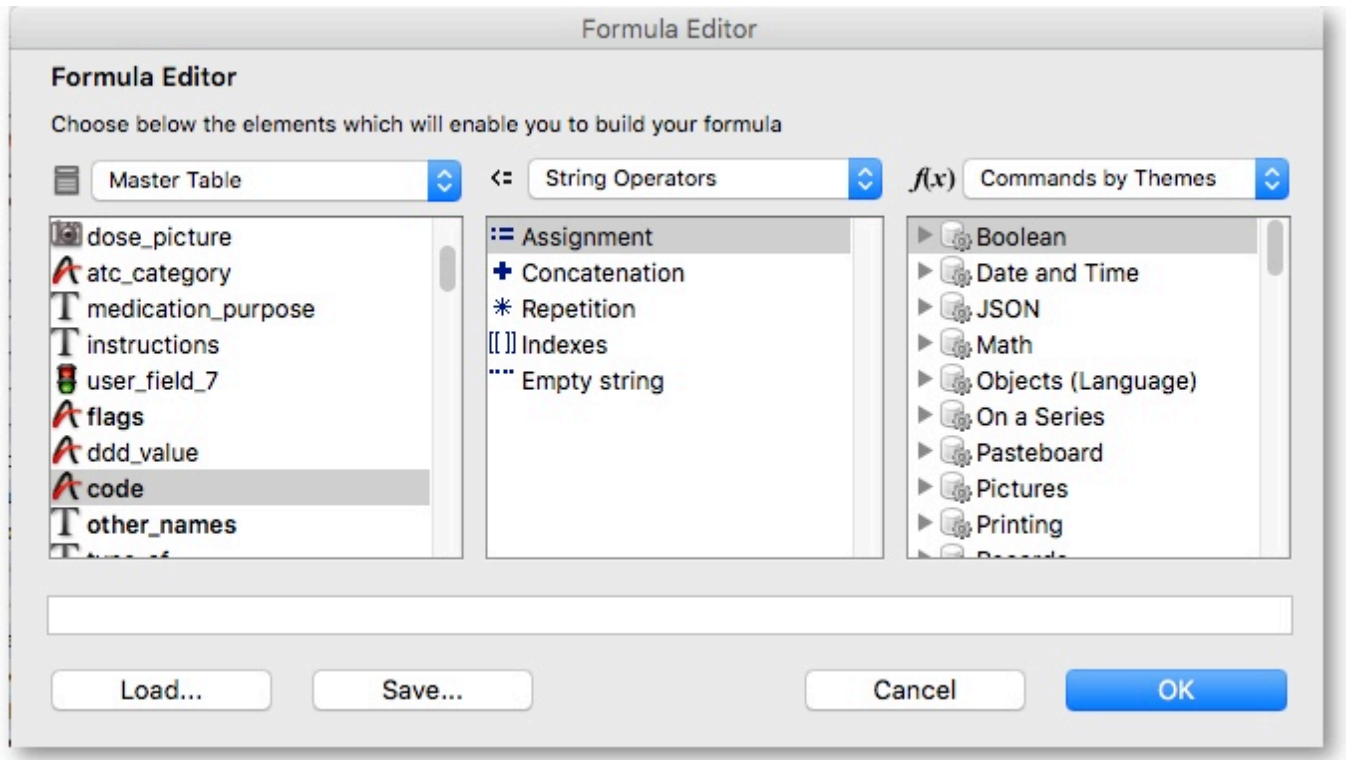 Formula Editor
Formula Editor
Choose below the elements which will enable you to build your formula
Master Table
dose_picture
atc_category
medication_purpose
instructions
user_field_7
flags
ddd_value
code
other_names
<= String Operators
:= Assignment
+ Concatenation
* Repetition
[[ ]] Indexes
"" Empty string
f(x) Commands by Themes
Boolean
Date and Time
JSON
Math
Objects (Language)
On a Series
Pasteboard
Pictures
Printing
Load...
Save...
Cancel
OK